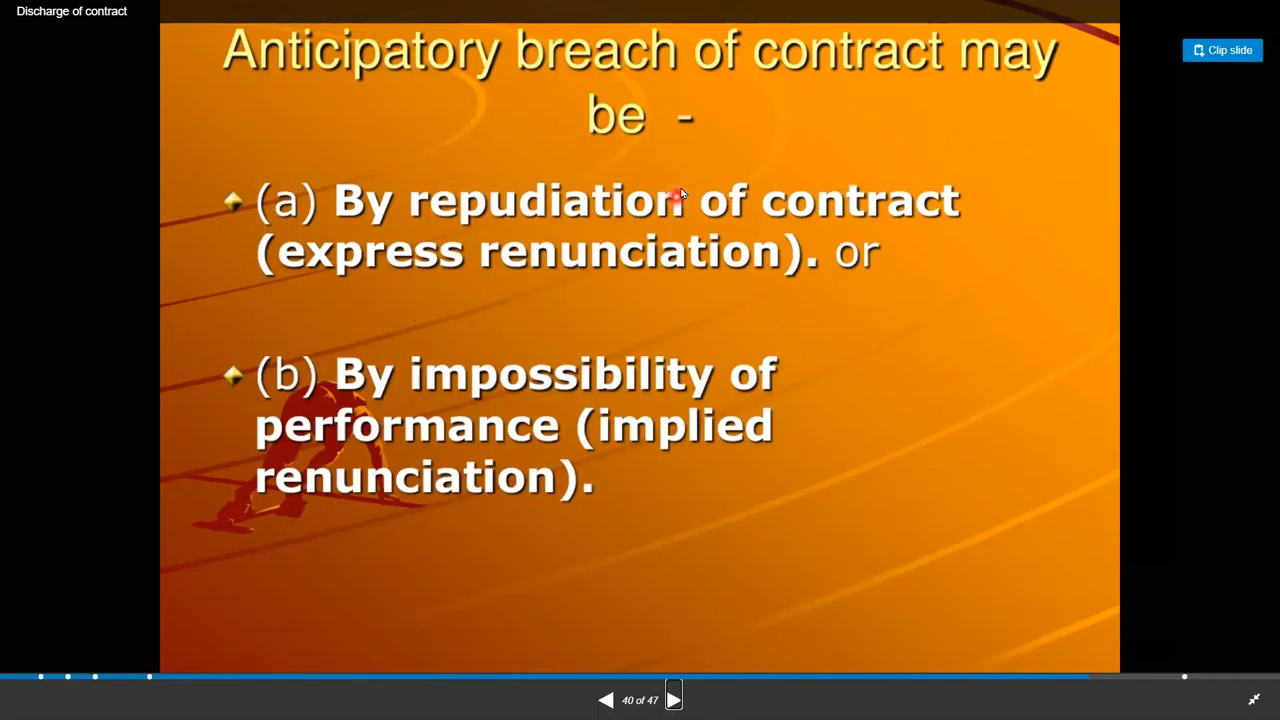 Discharge of contract
Clip slide
Anticipatory breach of contract may
be -
(a) By repudiation of contract
(express renunciation). or
(b) By impossibility of
performance (implied
renunciation).
40 of 47